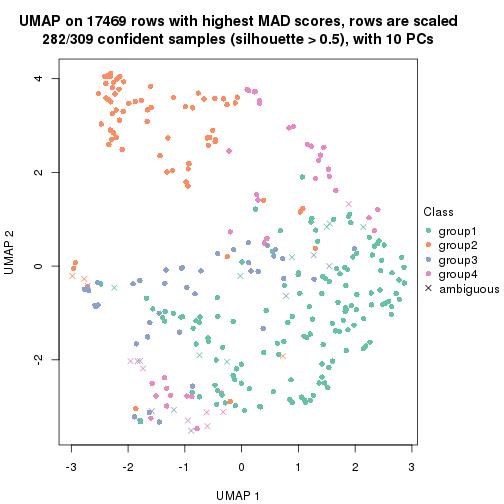 UMAP on 17469 rows with highest MAD scores, rows are scaled
282/309 confident samples (silhouette > 0.5), with 10 PCs
4
2
0
-2
UMAP 2
-3
-2
-1
0
1
2
3
UMAP 1
Class
group1
group2
group3
group4
ambiguous